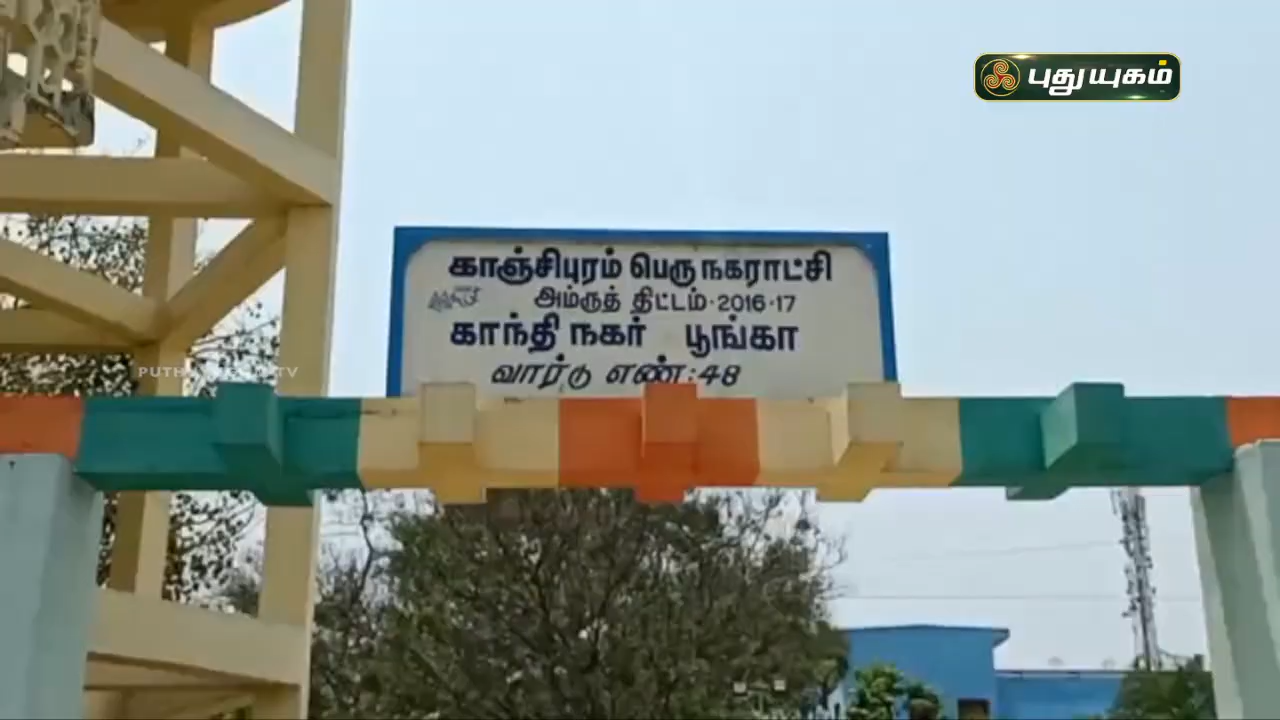 புதுயுகம்
காஞ்சிபுரம் பெருநகராட்சி
அம்ருத் திட்டம்-2016-17
காந்தி நகர் பூங்கா
வார்டு எண்:48